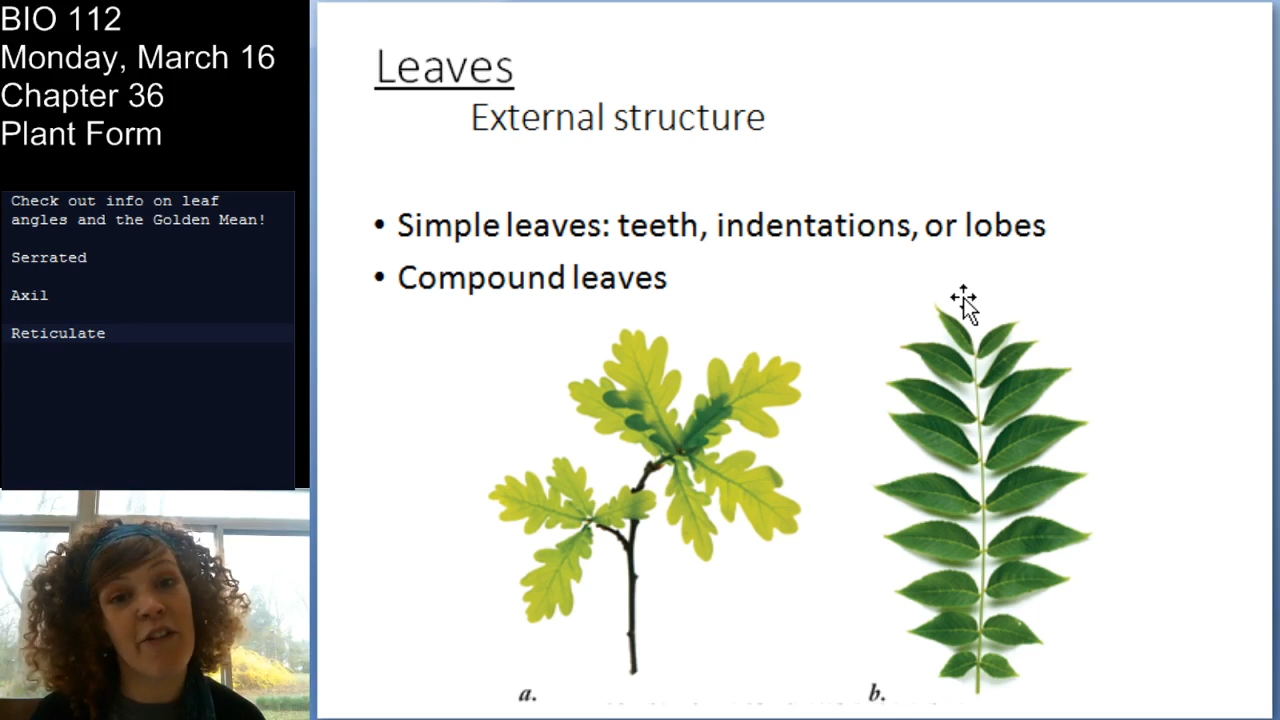 BIO 112
Monday, March 16
Chapter 36
Plant Form
Check out info on leaf
angles and the Golden Mean!
Serrated
Axil
Reticulate
Leaves
External structure
• Simple leaves: teeth, indentations, or lobes
• Compound leaves
a.
b.